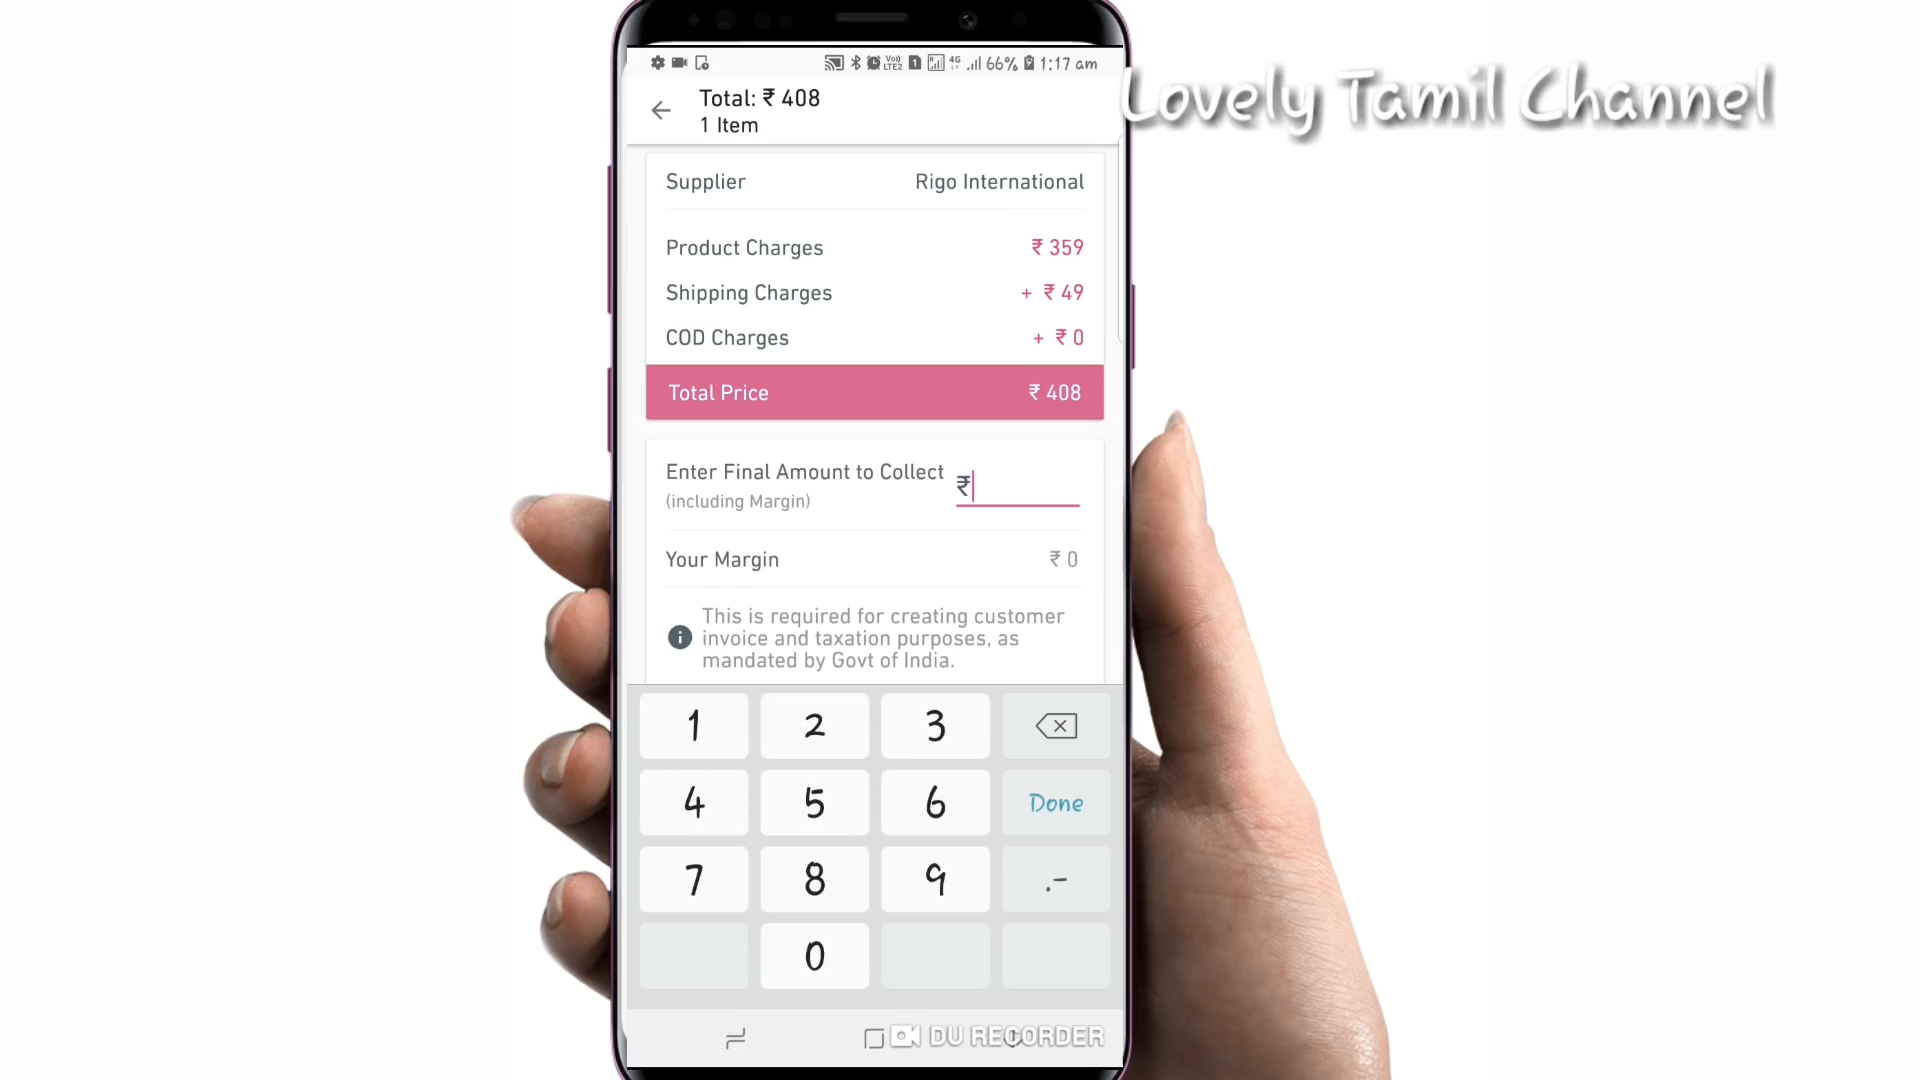 66% 1:17 am
Total: ₹ 408
1 Item
Lovely Tamil Channel
Supplier Rigo International
Product Charges ₹ 359
Shipping Charges + ₹ 49
COD Charges + ₹ 0
Total Price ₹ 408
Enter Final Amount to Collect ₹
(including Margin)
Your Margin ₹ 0
This is required for creating customer
invoice and taxation purposes, as
mandated by Govt of India.
1 2 3
4 5 6 Done
7 8 9 .-
0
DU RECORDER